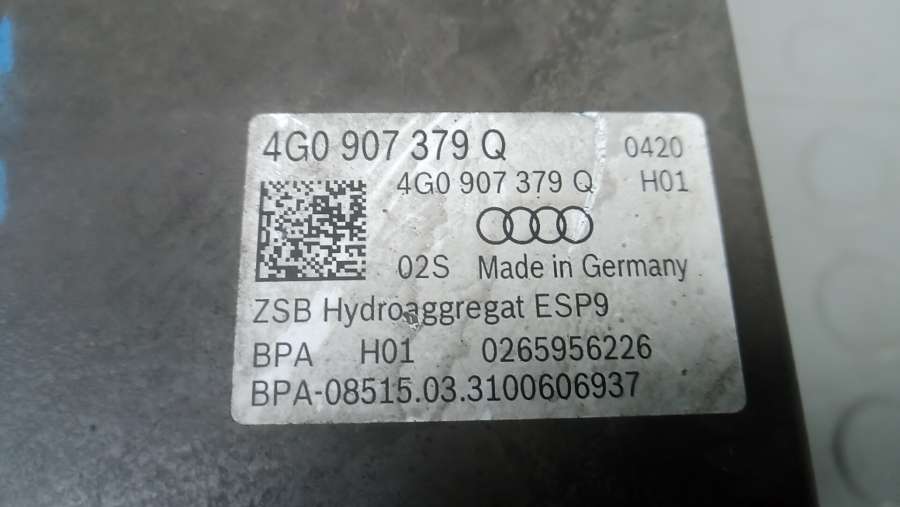 4G0 907 379 Q 0420
4G0 907 379 Q H01
02S Made in Germany
ZSB Hydroaggregat ESP9
BPA H01 0265956226
BPA-08515.03.3100606937